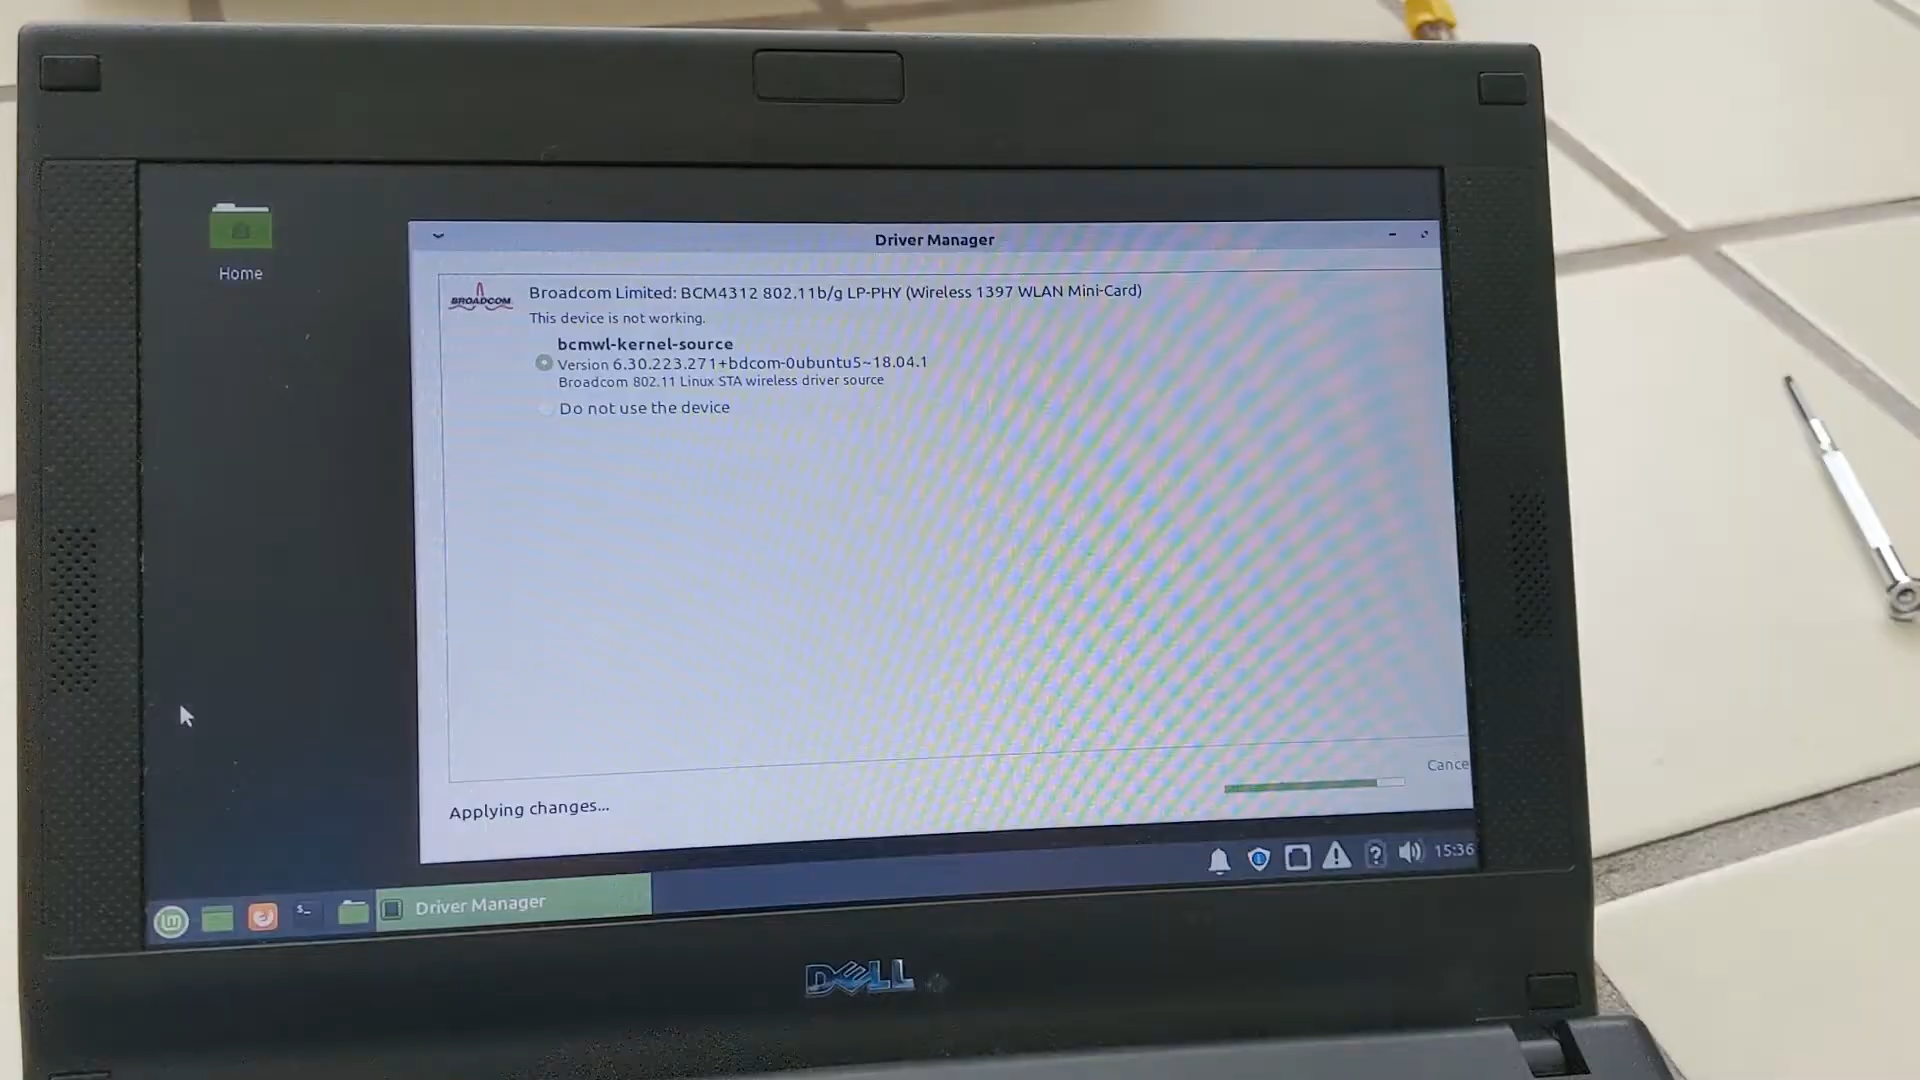 Home
Driver Manager
BROADCOM
Broadcom Limited: BCM4312 802.11b/g LP-PHY (Wireless 1397 WLAN Mini-Card)
This device is not working.
bcmwl-kernel-source
Version 6.30.223.271+bdcom-0ubuntu5~18.04.1
Broadcom 802.11 Linux STA wireless driver source
Do not use the device
Cance
Applying changes...
15:36
Driver Manager
DELL